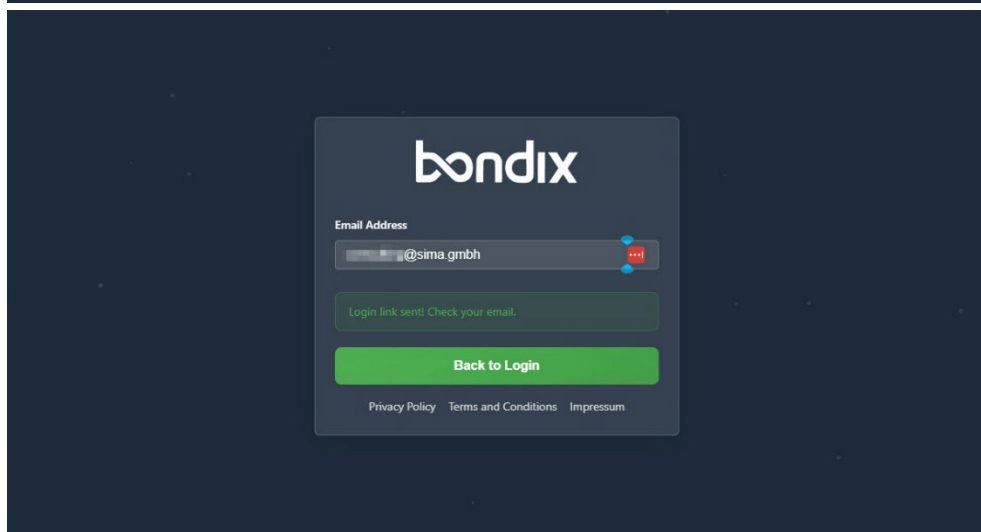 bondix
Email Address
@sima.gmbh
Login link sent! Check your email.
Back to Login
Privacy Policy Terms and Conditions Impressum